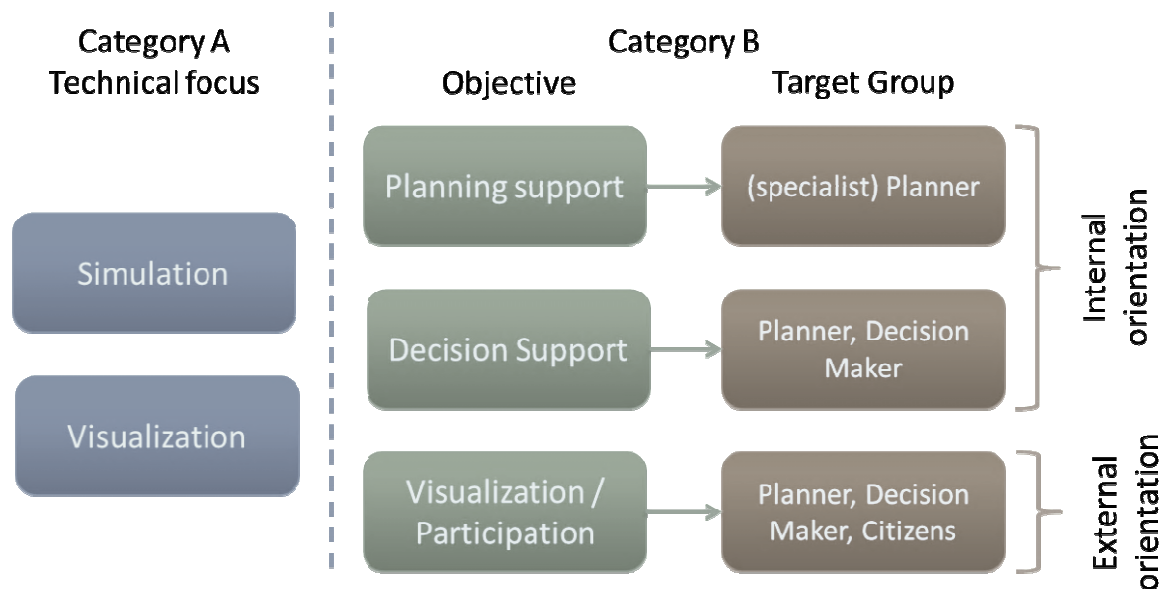 Category A
Technical focus
Simulation
Visualization
Category B
Objective
Target Group
Planning support
(specialist) Planner
Decision Support
Planner, Decision
Maker
Internal
orientation
Visualization /
Participation
Planner, Decision
Maker, Citizens
External
orientation